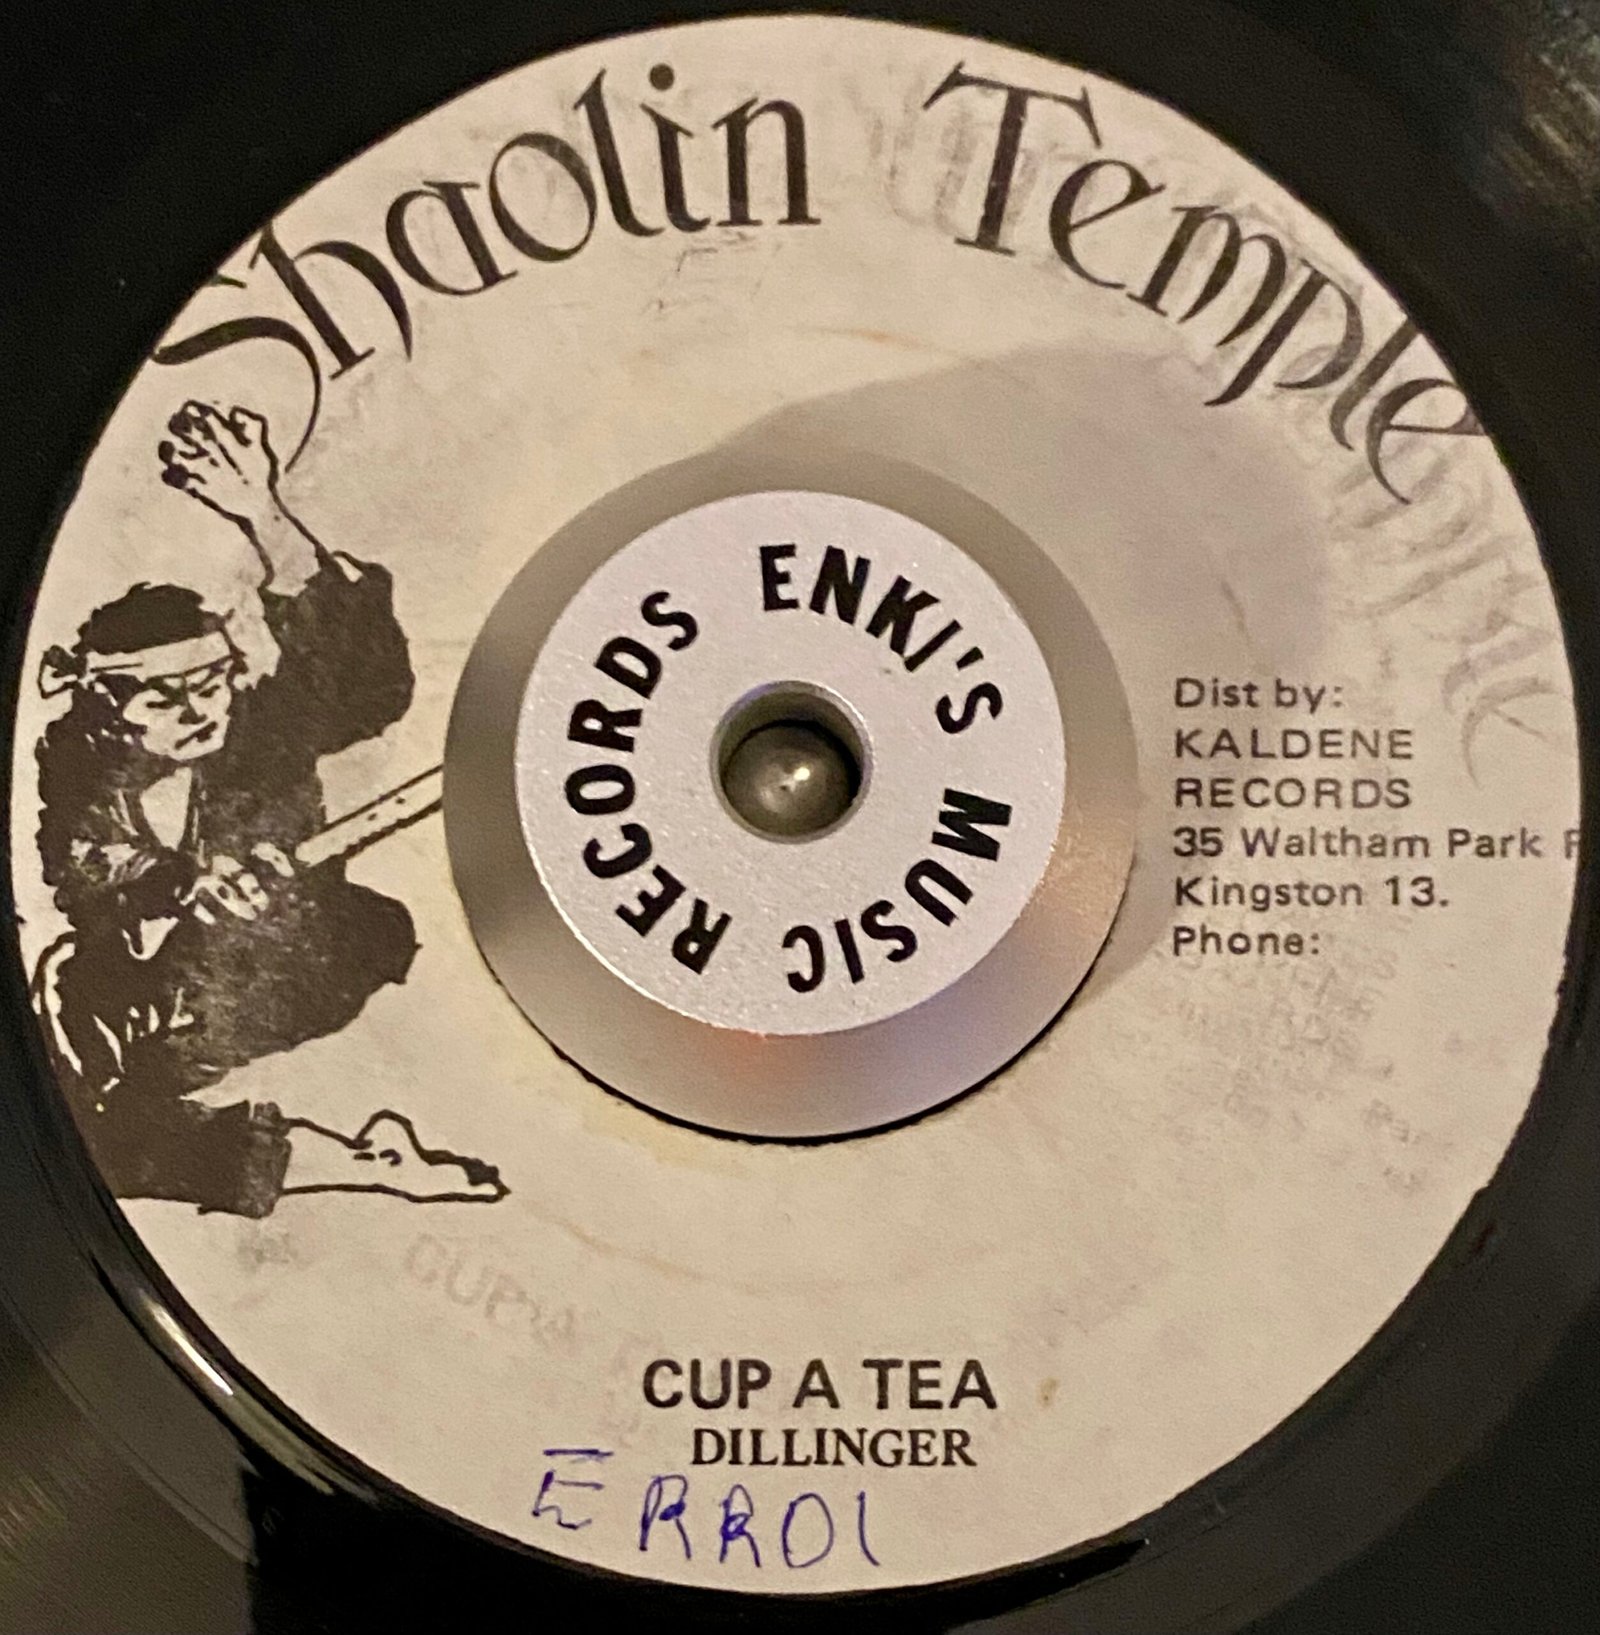 Shaolin Temple
ENKI'S MUSIC RECORDS
Dist by:
KALDENE
RECORDS
35 Waltham Park
Kingston 13.
Phone:
CUP A TEA
DILLINGER
ERROl